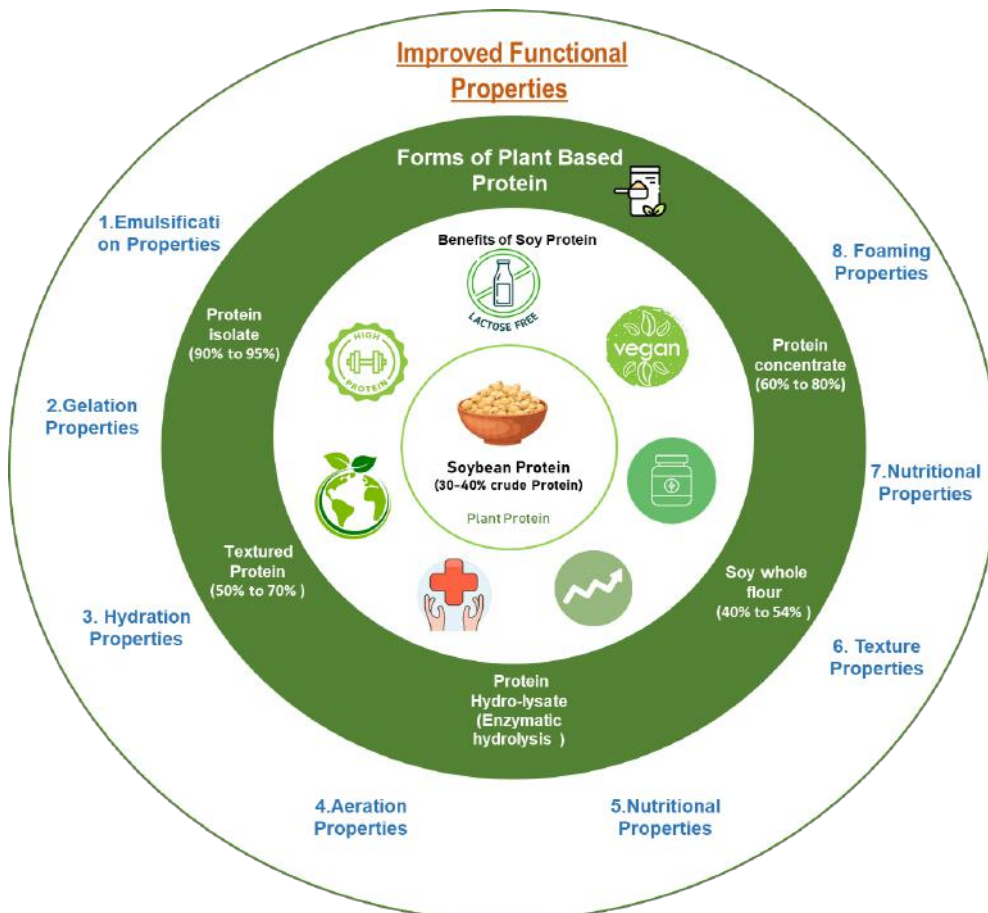 Improved Functional
Properties
Forms of Plant Based
Protein
Benefits of Soy Protein
LACTOSE FREE
HIGH
PROTEIN
vegan
Soybean Protein
(30-40% crude Protein)
Plant Protein
Protein
isolate
(90% to 95%)
Protein
concentrate
(60% to 80%)
Textured
Protein
(50% to 70% )
Soy whole
flour
(40% to 54% )
Protein
Hydro-lysate
(Enzymatic
hydrolysis )
1.Emulsificati
on Properties
2.Gelation
Properties
3. Hydration
Properties
4.Aeration
Properties
5.Nutritional
Properties
6. Texture
Properties
7.Nutritional
Properties
8. Foaming
Properties